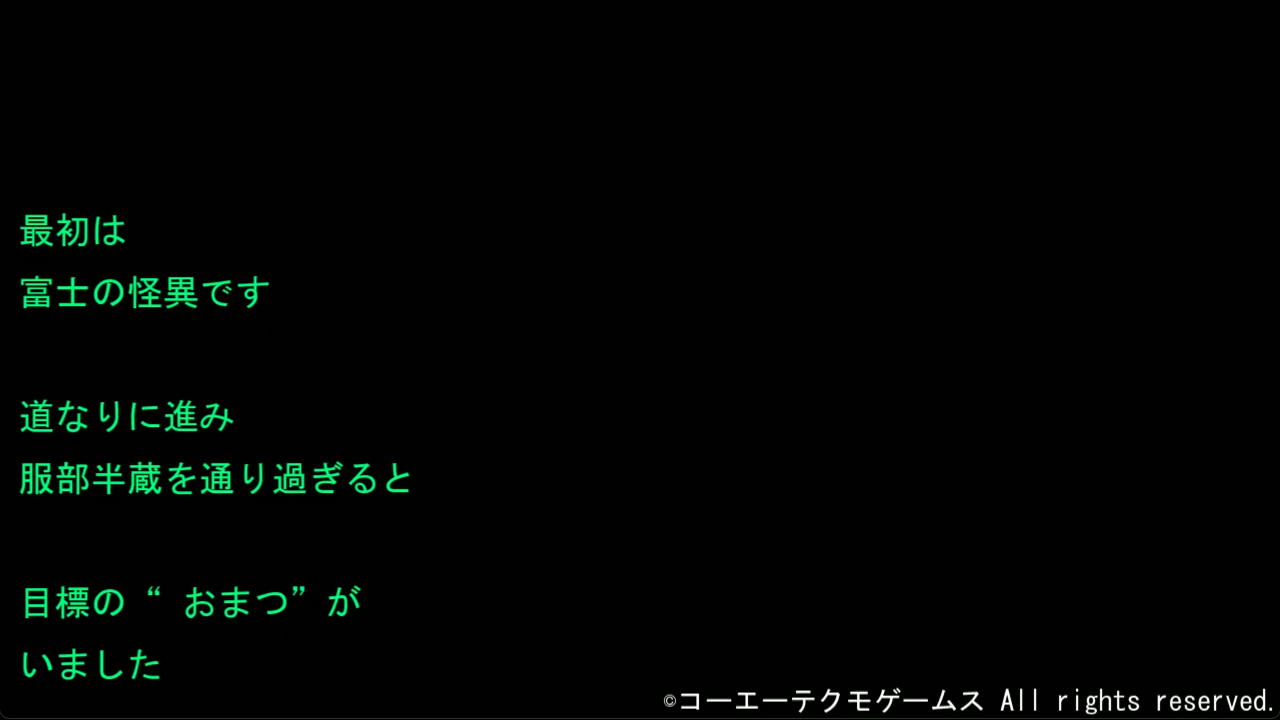 最初は
富士の怪異です
道なりに進み
服部半蔵を通り過ぎると
目標の“ おまつ”が
いました
©コーエーテクモゲームス All rights reserved.